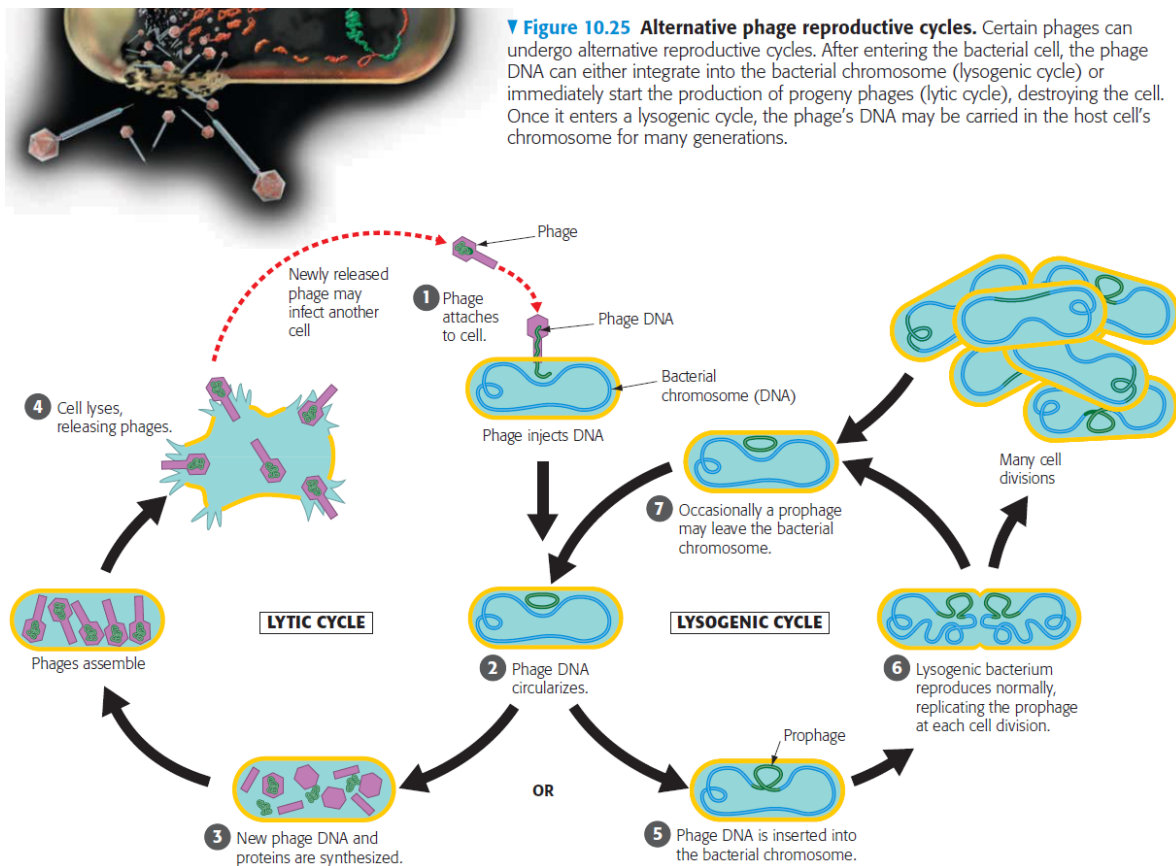 ▼ Figure 10.25 Alternative phage reproductive cycles. Certain phages can
undergo alternative reproductive cycles. After entering the bacterial cell, the phage
DNA can either integrate into the bacterial chromosome (lysogenic cycle) or
immediately start the production of progeny phages (lytic cycle), destroying the cell.
Once it enters a lysogenic cycle, the phage's DNA may be carried in the host cell's
chromosome for many generations.
Phage
Newly released
phage may
infect another
cell
1 Phage
attaches
to cell.
Phage DNA
Bacterial
chromosome (DNA)
Phage injects DNA
4 Cell lyses,
releasing phages.
Many cell
divisions
7 Occasionally a prophage
may leave the bacterial
chromosome.
LYTIC CYCLE
LYSOGENIC CYCLE
Phages assemble
2 Phage DNA
circularizes.
6 Lysogenic bacterium
reproduces normally,
replicating the prophage
at each cell division.
Prophage
OR
3 New phage DNA and
proteins are synthesized.
5 Phage DNA is inserted into
the bacterial chromosome.